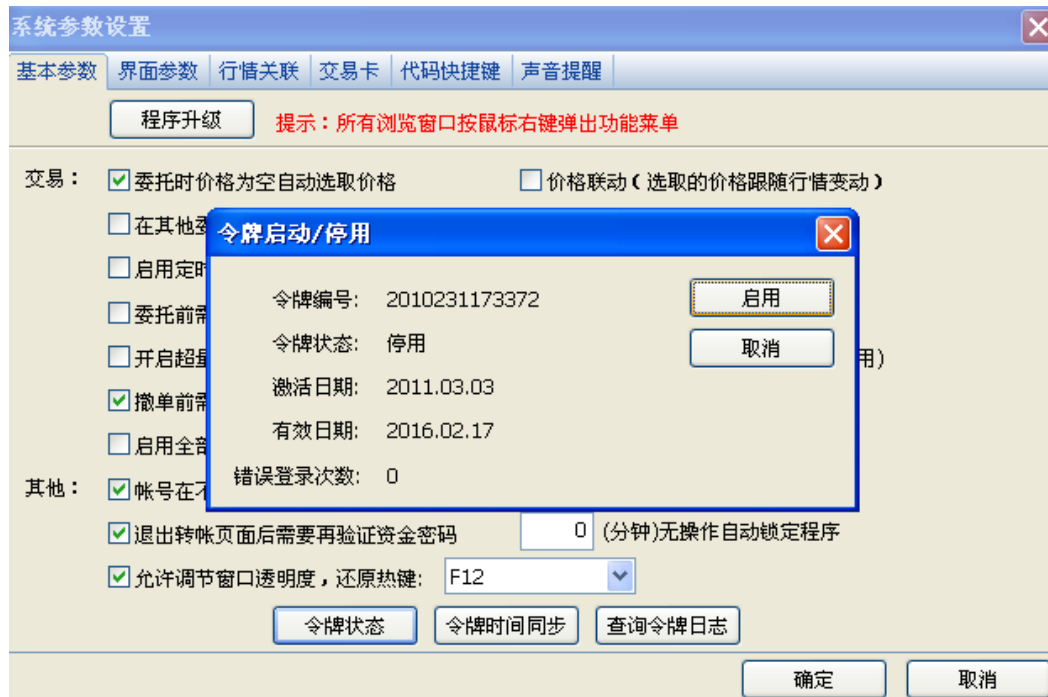 系统参数设置
基本参数 界面参数 行情关联 交易卡 代码快捷键 声音提醒
程序升级 提示：所有浏览窗口按鼠标右键弹出功能菜单
交易： 委托时价格为空自动选取价格 价格联动(选取的价格跟随行情变动)
在其他
令牌启动/停用
启用定时
令牌编号: 2010231173372 启用
委托前需
令牌状态: 停用 取消
开启超量 用)
激活日期: 2011.03.03
撤单前需
有效日期: 2016.02.17
启用全部
错误登录次数: 0
其他： 帐号在不
退出转帐页面后需要再验证资金密码 0 (分钟)无操作自动锁定程序
允许调节窗口透明度，还原热键: F12
令牌状态 令牌时间同步 查询令牌日志
确定 取消